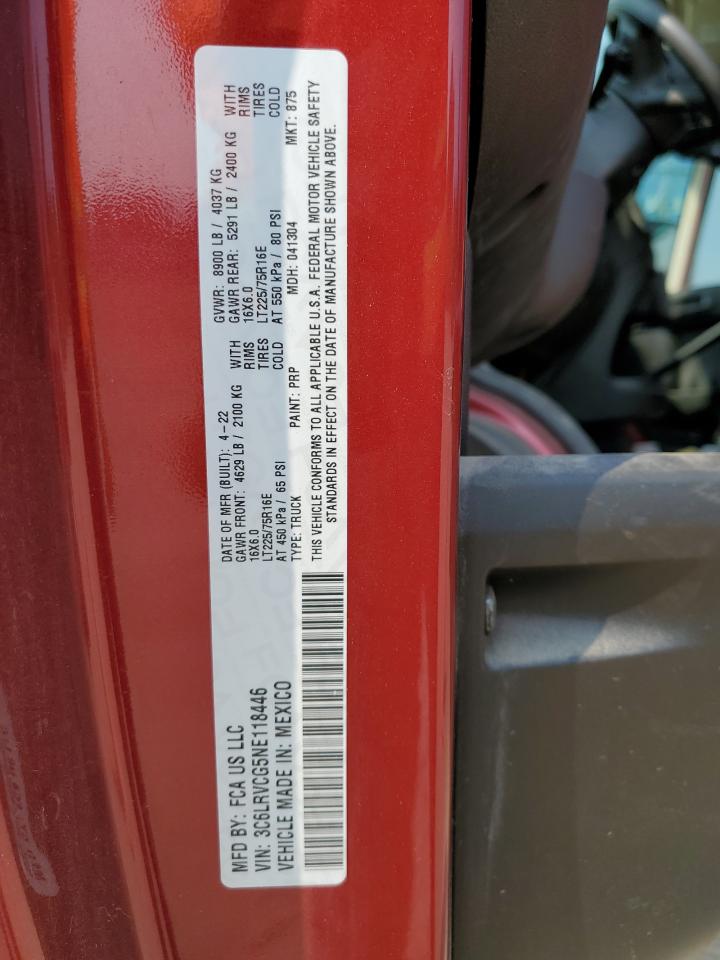 MFD BY: FCA US LLC
DATE OF MFR (BUILT): 4-22
GVWR: 8900 LB / 4037 KG
GAWR FRONT: 4629 LB / 2100 KG WITH
GAWR REAR: 5291 LB / 2400 KG WITH
16X6.0 RIMS
16X6.0 RIMS
LT225/75R16E TIRES
LT225/75R16E TIRES
AT 450 kPa / 65 PSI COLD
AT 550 kPa / 80 PSI COLD
VIN: 3C6LRVCG5NE118446
TYPE: TRUCK PAINT: PRP MDH: 041304 MKT: 875
VEHICLE MADE IN: MEXICO
THIS VEHICLE CONFORMS TO ALL APPLICABLE U.S.A. FEDERAL MOTOR VEHICLE SAFETY
STANDARDS IN EFFECT ON THE DATE OF MANUFACTURE SHOWN ABOVE.